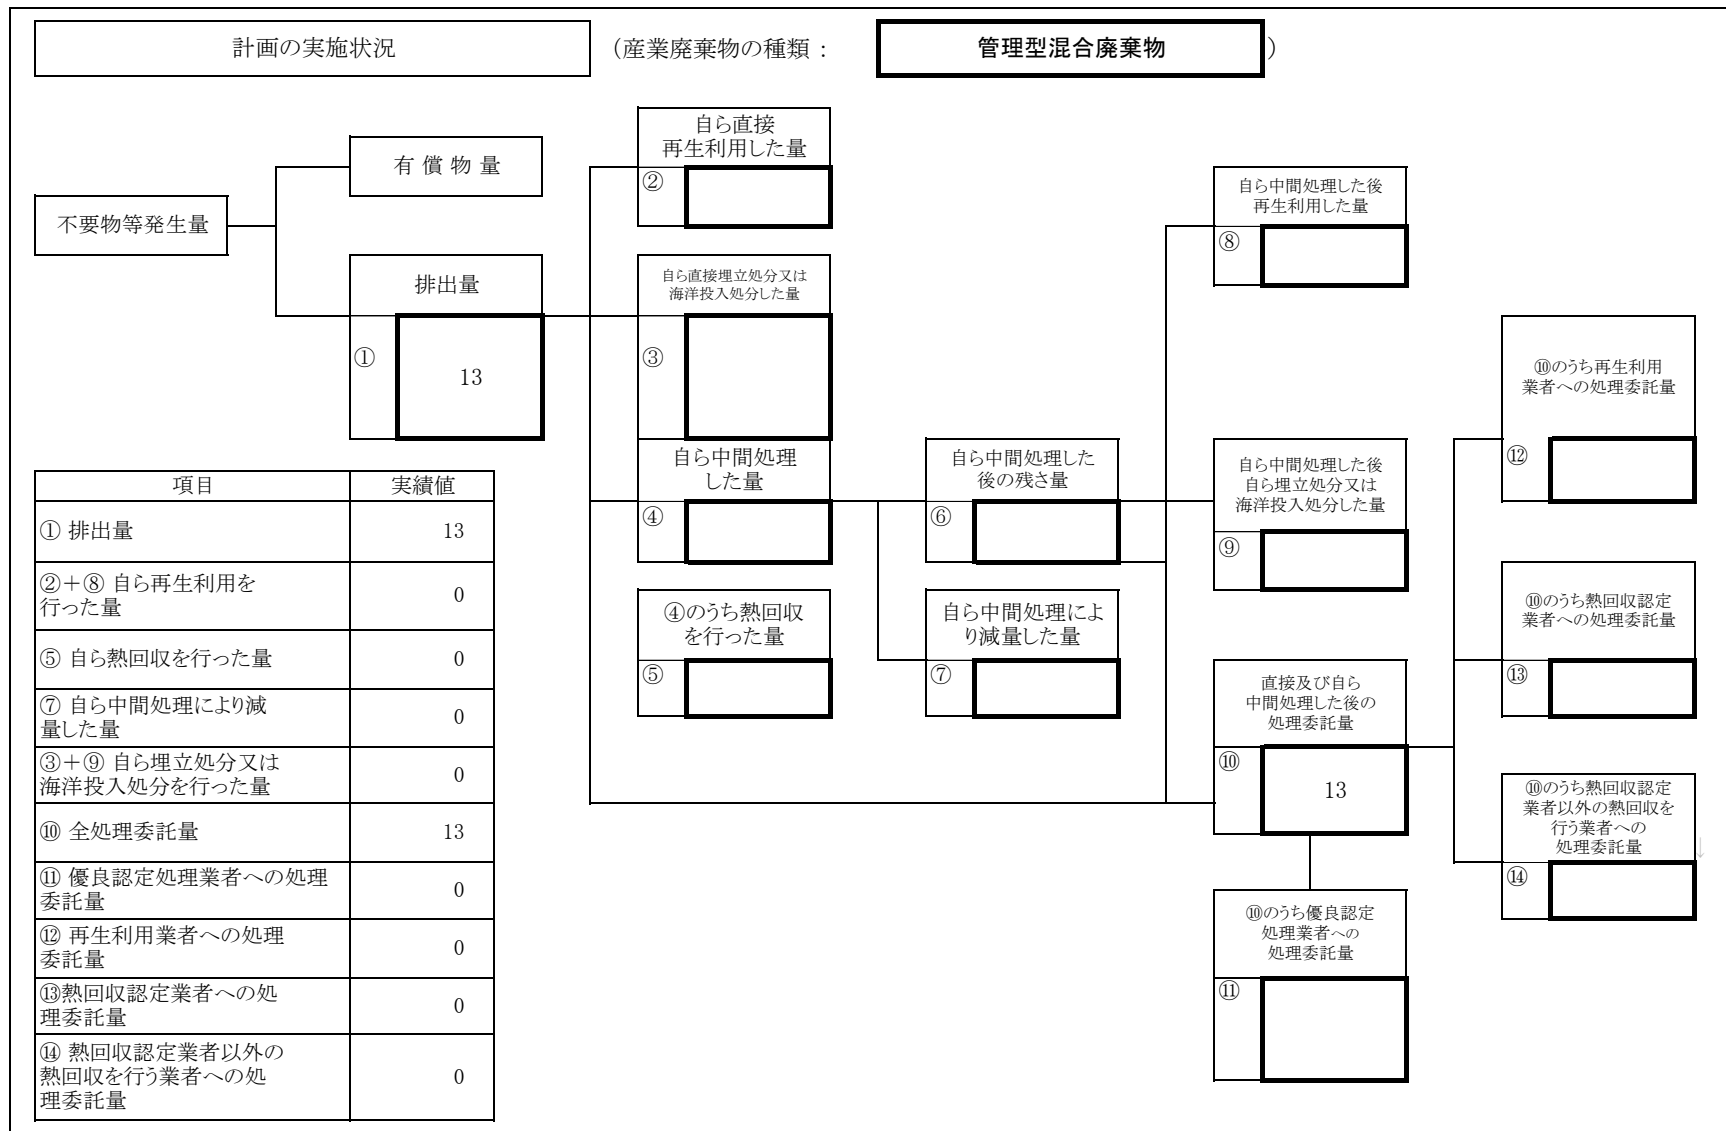 計画の実施状況
（産業廃棄物の種類：
管理型混合廃棄物
）
不要物等発生量
有 償 物 量
排出量
①
13
自ら直接
再生利用した量
②
自ら直接埋立処分又は
海洋投入処分した量
③
自ら中間処理
した量
④
④のうち熱回収
を行った量
⑤
自ら中間処理した
後の残さ量
⑥
自ら中間処理によ
り減量した量
⑦
自ら中間処理した後
再生利用した量
⑧
自ら中間処理した後
自ら埋立処分又は
海洋投入処分した量
⑨
直接及び自ら
中間処理した後の
処理委託量
⑩
13
⑩のうち優良認定
処理業者への
処理委託量
⑪
⑩のうち再生利用
業者への処理委託量
⑫
⑩のうち熱回収認定
業者への処理委託量
⑬
⑩のうち熱回収認定
業者以外の熱回収を
行う業者への
処理委託量
↓
⑭
項目 実績値
① 排出量 13
②＋⑧ 自ら再生利用を
行った量 0
⑤ 自ら熱回収を行った量 0
⑦ 自ら中間処理により減
量した量 0
③＋⑨ 自ら埋立処分又は
海洋投入処分を行った量 0
⑩ 全処理委託量 13
⑪ 優良認定処理業者への処理
委託量 0
⑫ 再生利用業者への処理
委託量 0
⑬熱回収認定業者への処
理委託量 0
⑭ 熱回収認定業者以外の
熱回収を行う業者への処
理委託量 0